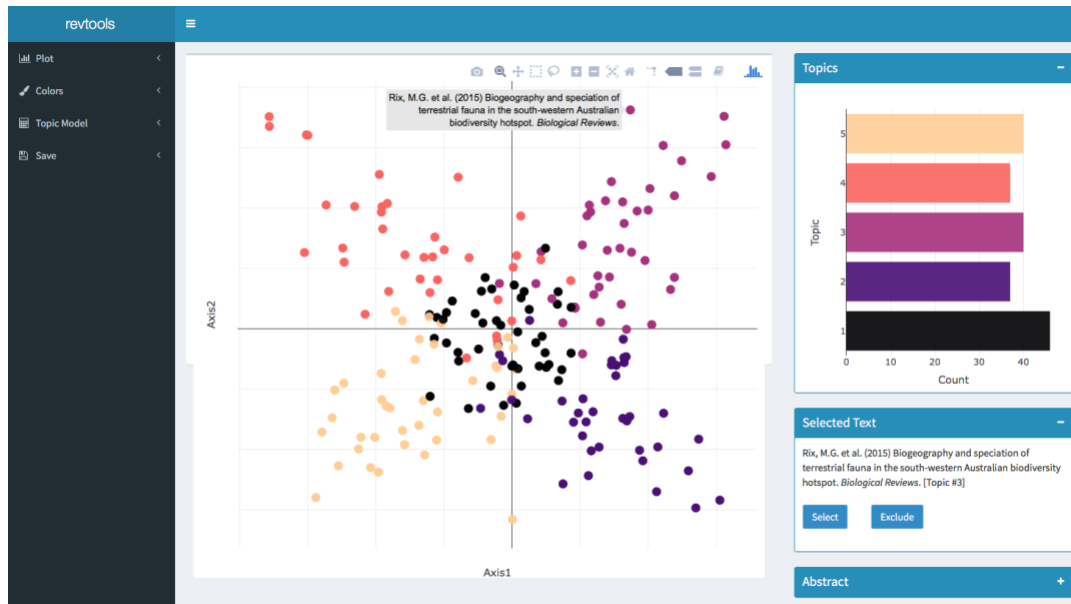 revtools
Plot
Colors
Topic Model
Save
Rix, M.G. et al. (2015) Biogeography and speciation of
terrestrial fauna in the south-western Australian
biodiversity hotspot. Biological Reviews.
Axis2
Axis1
Topics
5
4
3
2
1
Topic
0 10 20 30 40
Count
Selected Text
Rix, M.G. et al. (2015) Biogeography and speciation of
terrestrial fauna in the south-western Australian biodiversity
hotspot. Biological Reviews. [Topic #3]
Select Exclude
Abstract